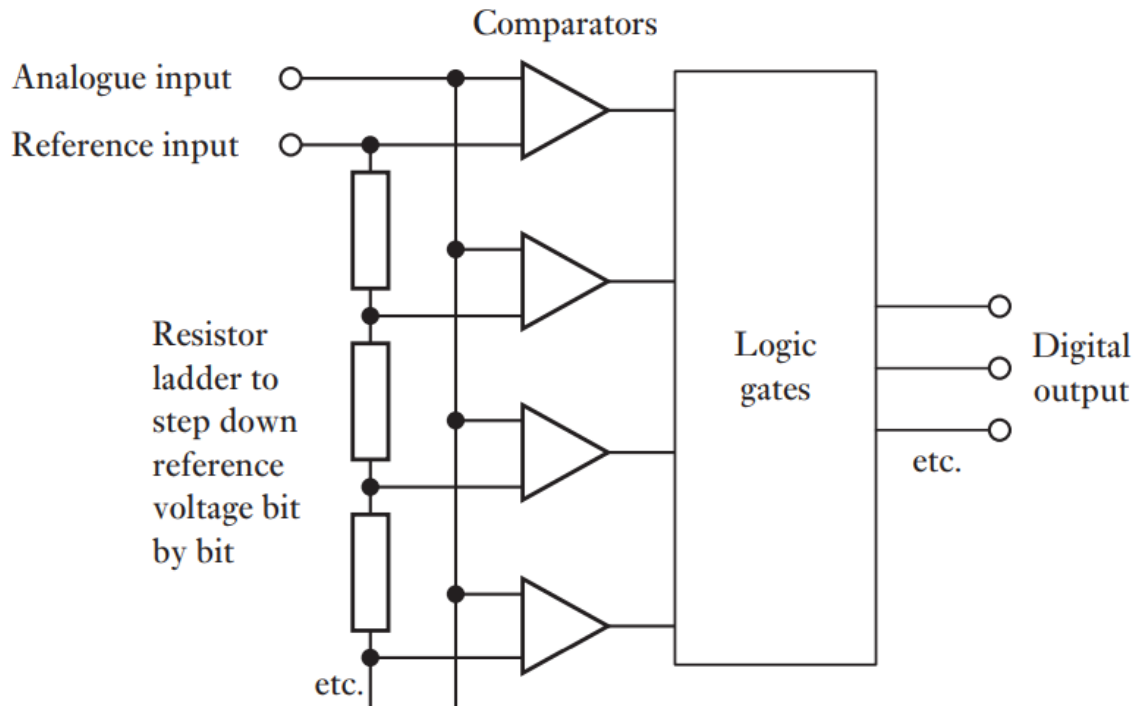 Comparators
Analogue input
Reference input
Resistor
ladder to
step down
reference
voltage bit
by bit
etc.
Logic
gates
Digital
output
etc.